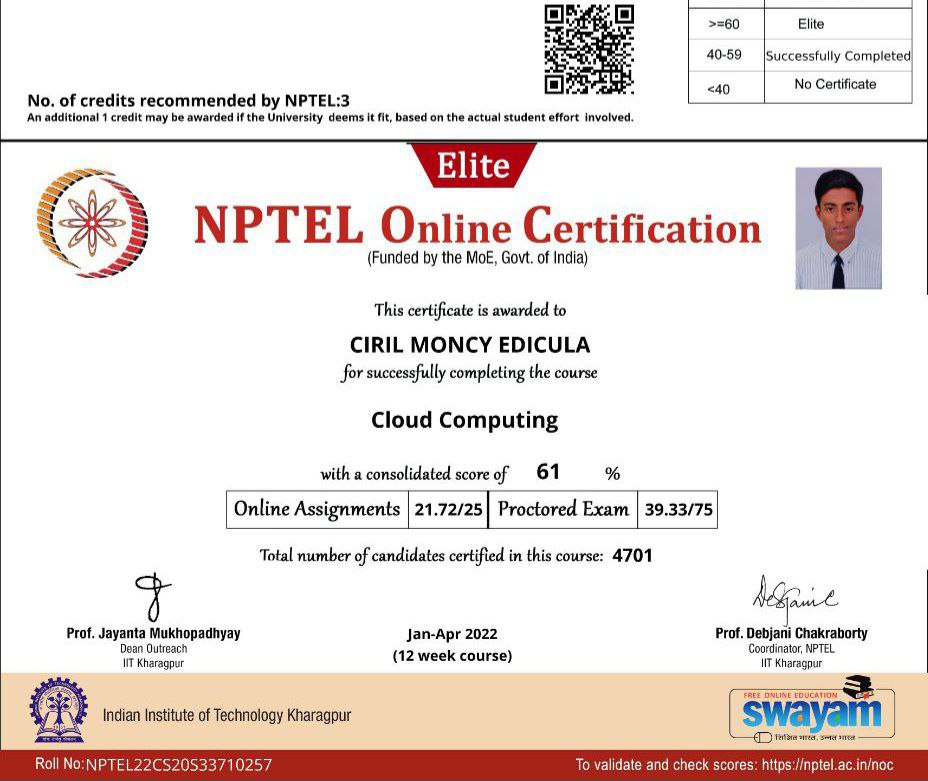 >=60 Elite
40-59 Successfully Completed
<40 No Certificate
No. of credits recommended by NPTEL:3
An additional 1 credit may be awarded if the University deems it fit, based on the actual student effort involved.
Elite
NPTEL Online Certification
(Funded by the MoE, Govt. of India)
This certificate is awarded to
CIRIL MONCY EDICULA
for successfully completing the course
Cloud Computing
with a consolidated score of 61 %
Online Assignments 21.72/25 Proctored Exam 39.33/75
Total number of candidates certified in this course: 4701
Prof. Jayanta Mukhopadhyay
Dean Outreach
IIT Kharagpur
Jan-Apr 2022
(12 week course)
Prof. Debjani Chakraborty
Coordinator, NPTEL
IIT Kharagpur
Indian Institute of Technology Kharagpur
FREE ONLINE EDUCATION
swayam
शिक्षित भारत, उन्नत भारत
Roll No:NPTEL22CS20S33710257
To validate and check scores: https://nptel.ac.in/noc